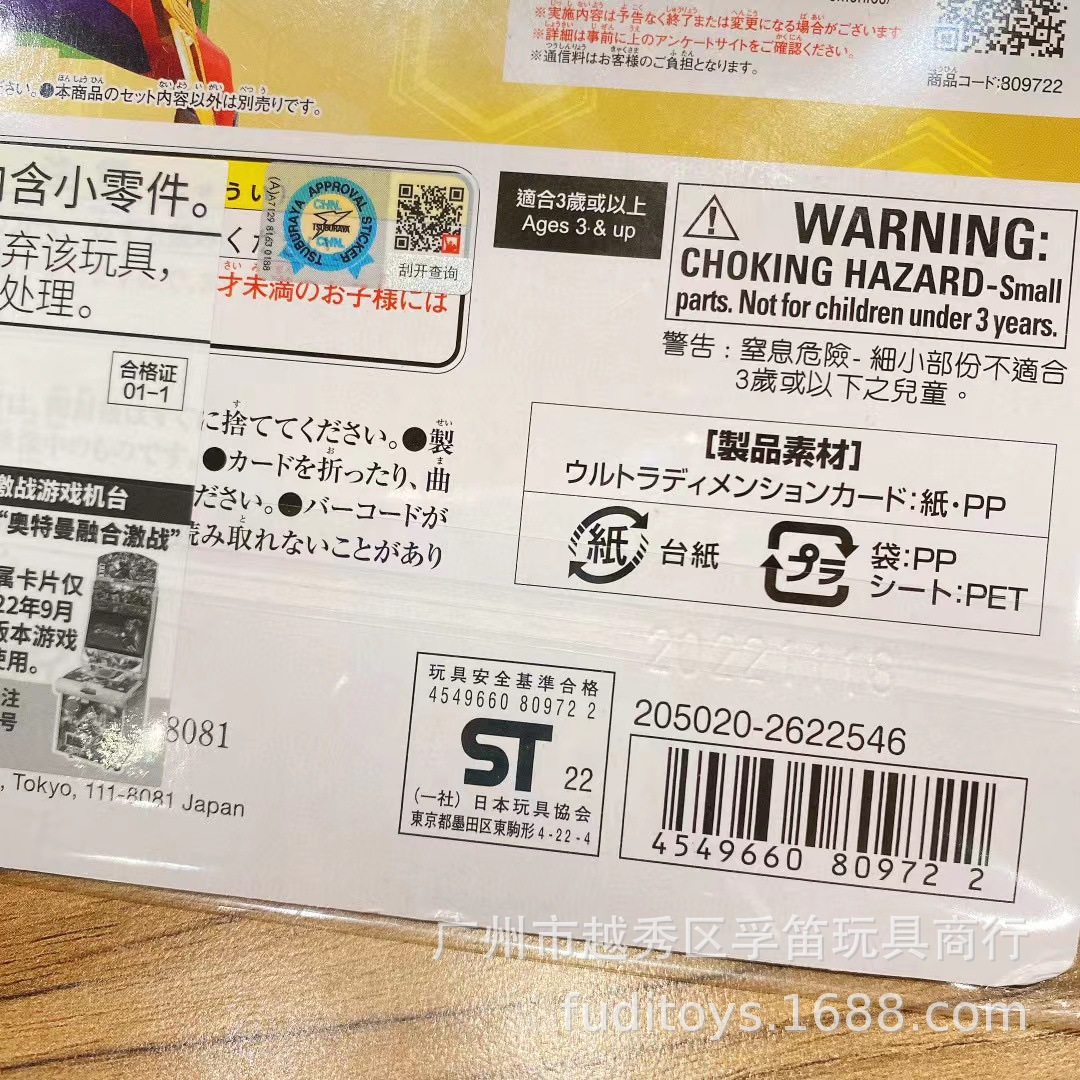 ※実施内容は予告なく終了または変更になる場合がございます
※詳細は事前に上のアンケートサイトをご確認ください。
※通信料はお客様のご負担となります。
商品コード:809722
さい。●本商品のセット内容以外は別売りです。
含小零件。
弃该玩具，
处理。
合格证
01-1
APPROVAL STICKER
TSUBURAYA
CHN.
TSUBURAYA
CHN.
(A)A7129 8163 0188
刮开查询
才未満のお子様には
適合3歲或以上
Ages 3 & up
WARNING:
CHOKING HAZARD-Small
parts. Not for children under 3 years.
警告：窒息危險-細小部份不適合
3歲或以下之兒童。
に捨ててください。●製
●カードを折ったり、曲
ださい。●バーコードが
読み取れないことがあり
[製品素材]
ウルトラディメンションカード:紙・PP
紙
台紙
プラ
袋:PP
シート:PET
激战游戏机台
“奥特曼融合激战”
属卡片仅
22年9月
版本游戏
使用。
注
号
8081
, Tokyo, 111-8081 Japan
玩具安全基準合格
4549660 80972 2
ST 22
(一社) 日本玩具協会
東京都墨田区東駒形4-22-4
205020-2622546
4549660 80972 2
广州市越秀区孚笛玩具商行
fuditoys.1688.com